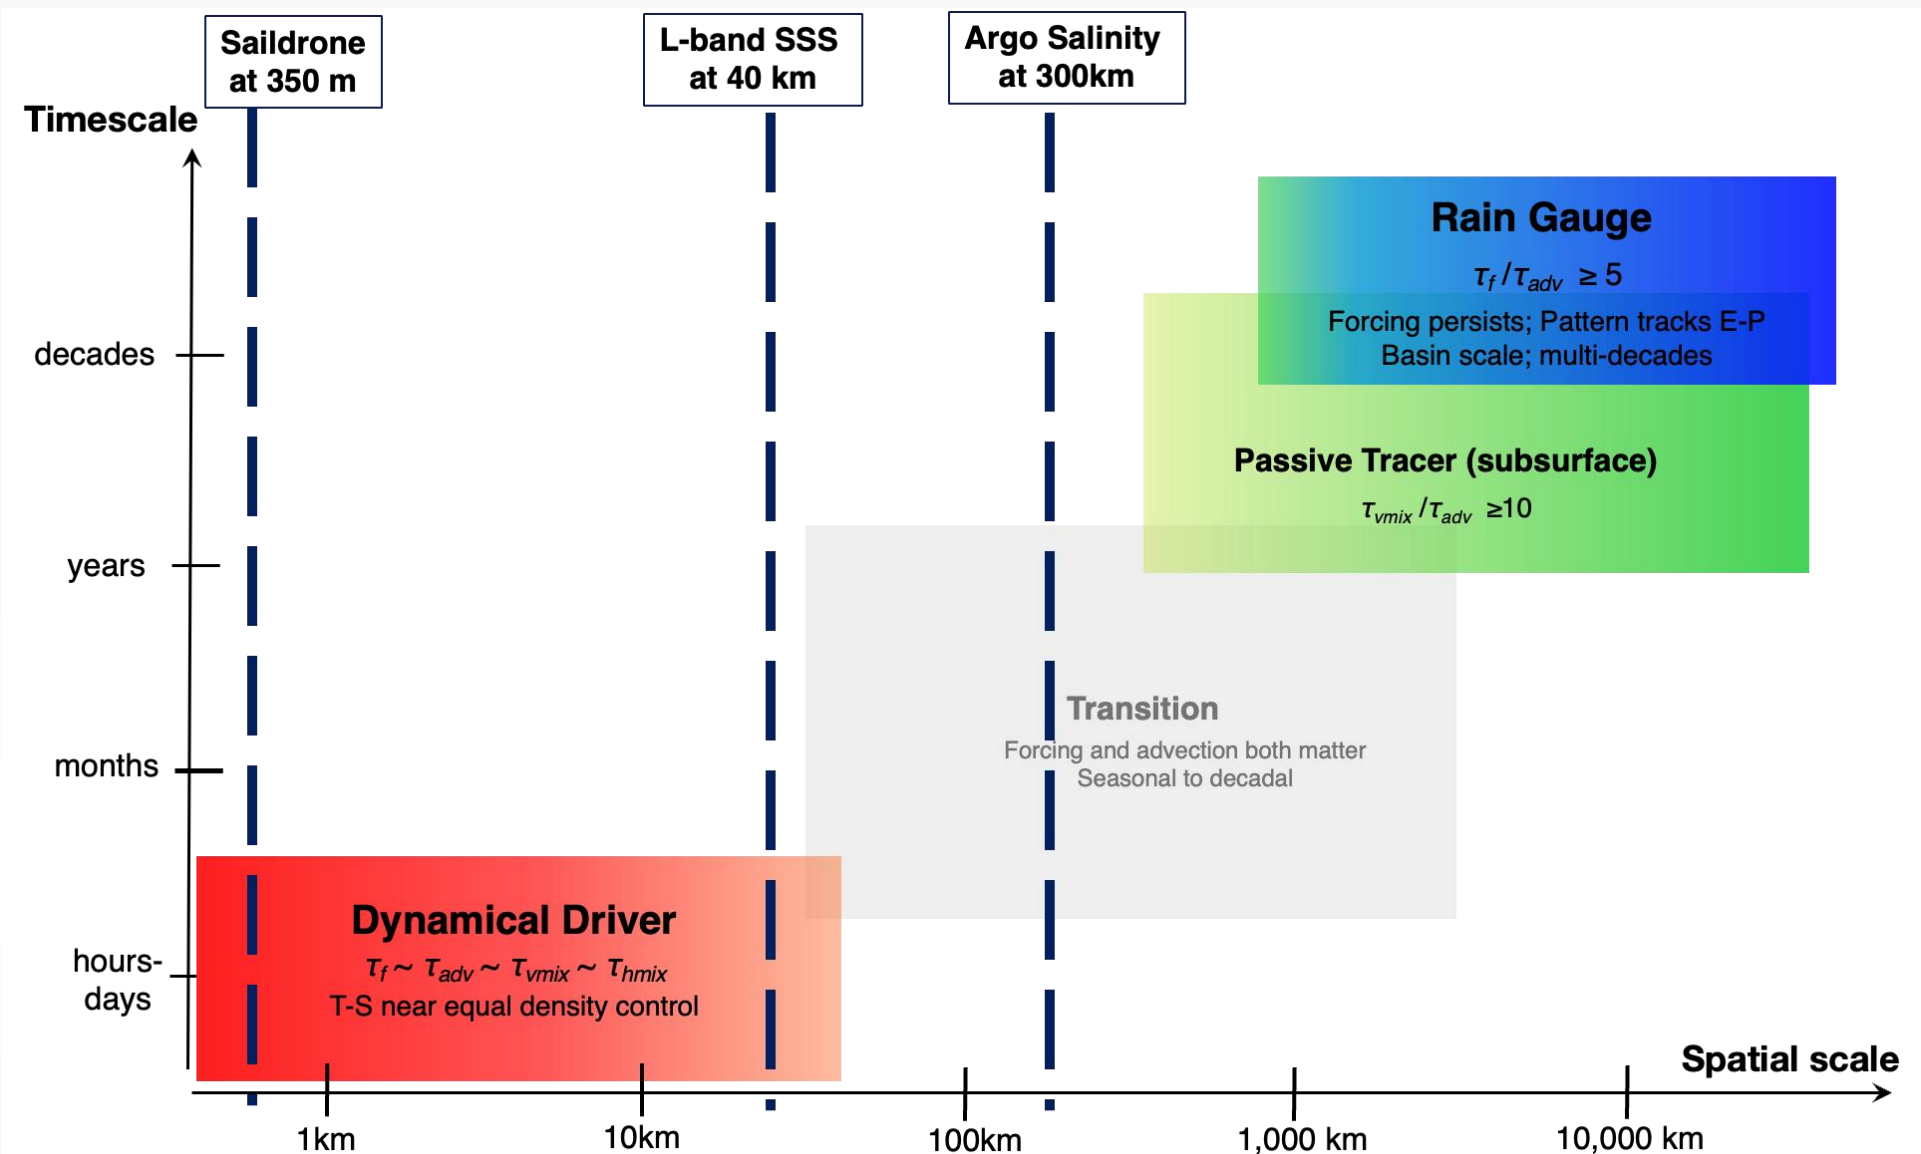 Saildrone
at 350 m
L-band SSS
at 40 km
Argo Salinity
at 300km
Timescale
decades
years
months
hours-
days
Rain Gauge
τf /τadv ≥ 5
Forcing persists; Pattern tracks E-P
Basin scale; multi-decades
Passive Tracer (subsurface)
τvmix /τadv ≥10
Transition
Forcing and advection both matter
Seasonal to decadal
Dynamical Driver
τf ~ τadv ~ τvmix ~ τhmix
T-S near equal density control
Spatial scale
1km
10km
100km
1,000 km
10,000 km